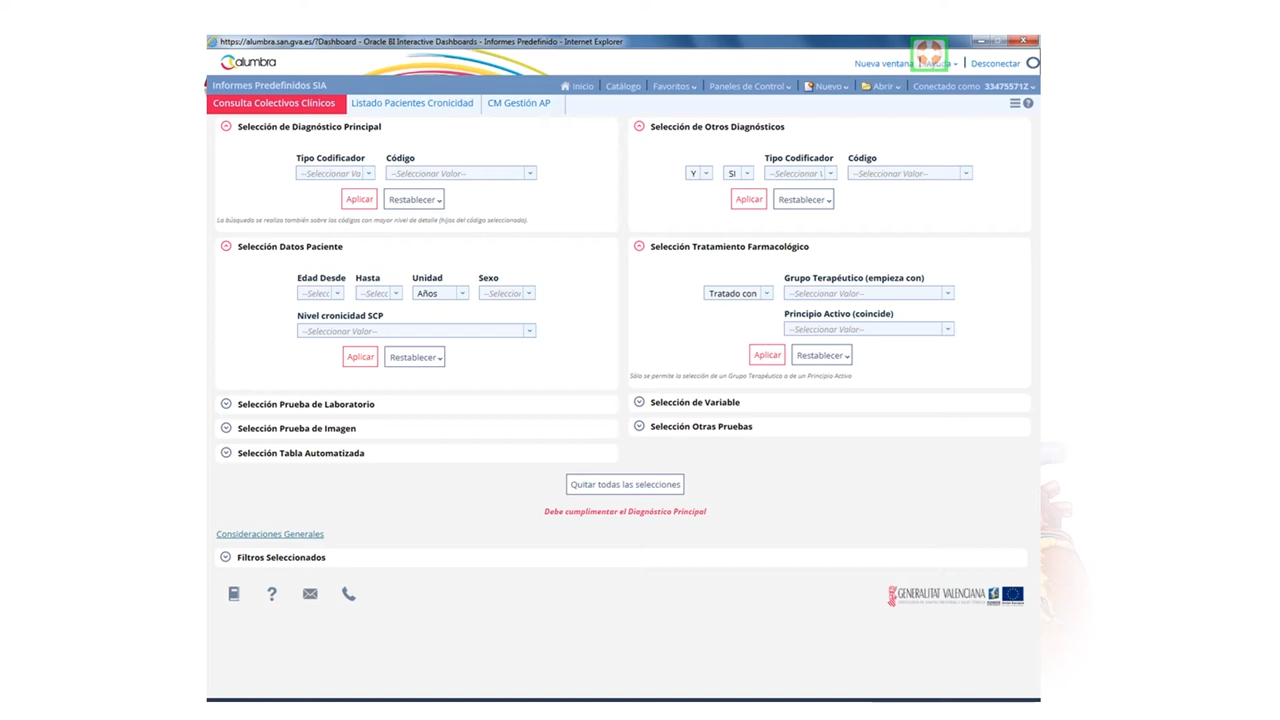 https://alumbra.san.gva.es/?Dashboard - Oracle BI Interactive Dashboards - Informes Predefinido - Internet Explorer
alumbra
Nueva ventana
Desconectar
Informes Predefinidos SIA
Inicio
Catálogo
Favoritos
Paneles de Control
Nuevo
Abrir
Conectado como 33475571Z
Consulta Colectivos Clínicos
Listado Pacientes Cronicidad
CM Gestión AP
Selección de Diagnóstico Principal
Tipo Codificador
Código
--Seleccionar Va
--Seleccionar Valor--
Aplicar
Restablecer
La búsqueda se realiza también sobre los códigos con mayor nivel de detalle (hijos del código seleccionado).
Selección de Otros Diagnósticos
Tipo Codificador
Código
Y
SI
--Seleccionar V
--Seleccionar Valor--
Aplicar
Restablecer
Selección Datos Paciente
Edad Desde
Hasta
Unidad
Sexo
--Selecc
--Selecc
Años
--Seleccion
Nivel cronicidad SCP
--Seleccionar Valor--
Aplicar
Restablecer
Selección Tratamiento Farmacológico
Grupo Terapéutico (empieza con)
Tratado con
--Seleccionar Valor--
Principio Activo (coincide)
--Seleccionar Valor--
Aplicar
Restablecer
Sólo se permite la selección de un Grupo Terapéutico o de un Principio Activo
Selección Prueba de Laboratorio
Selección de Variable
Selección Prueba de Imagen
Selección Otras Pruebas
Selección Tabla Automatizada
Quitar todas las selecciones
Debe cumplimentar el Diagnóstico Principal
Consideraciones Generales
Filtros Seleccionados
GENERALITAT VALENCIANA